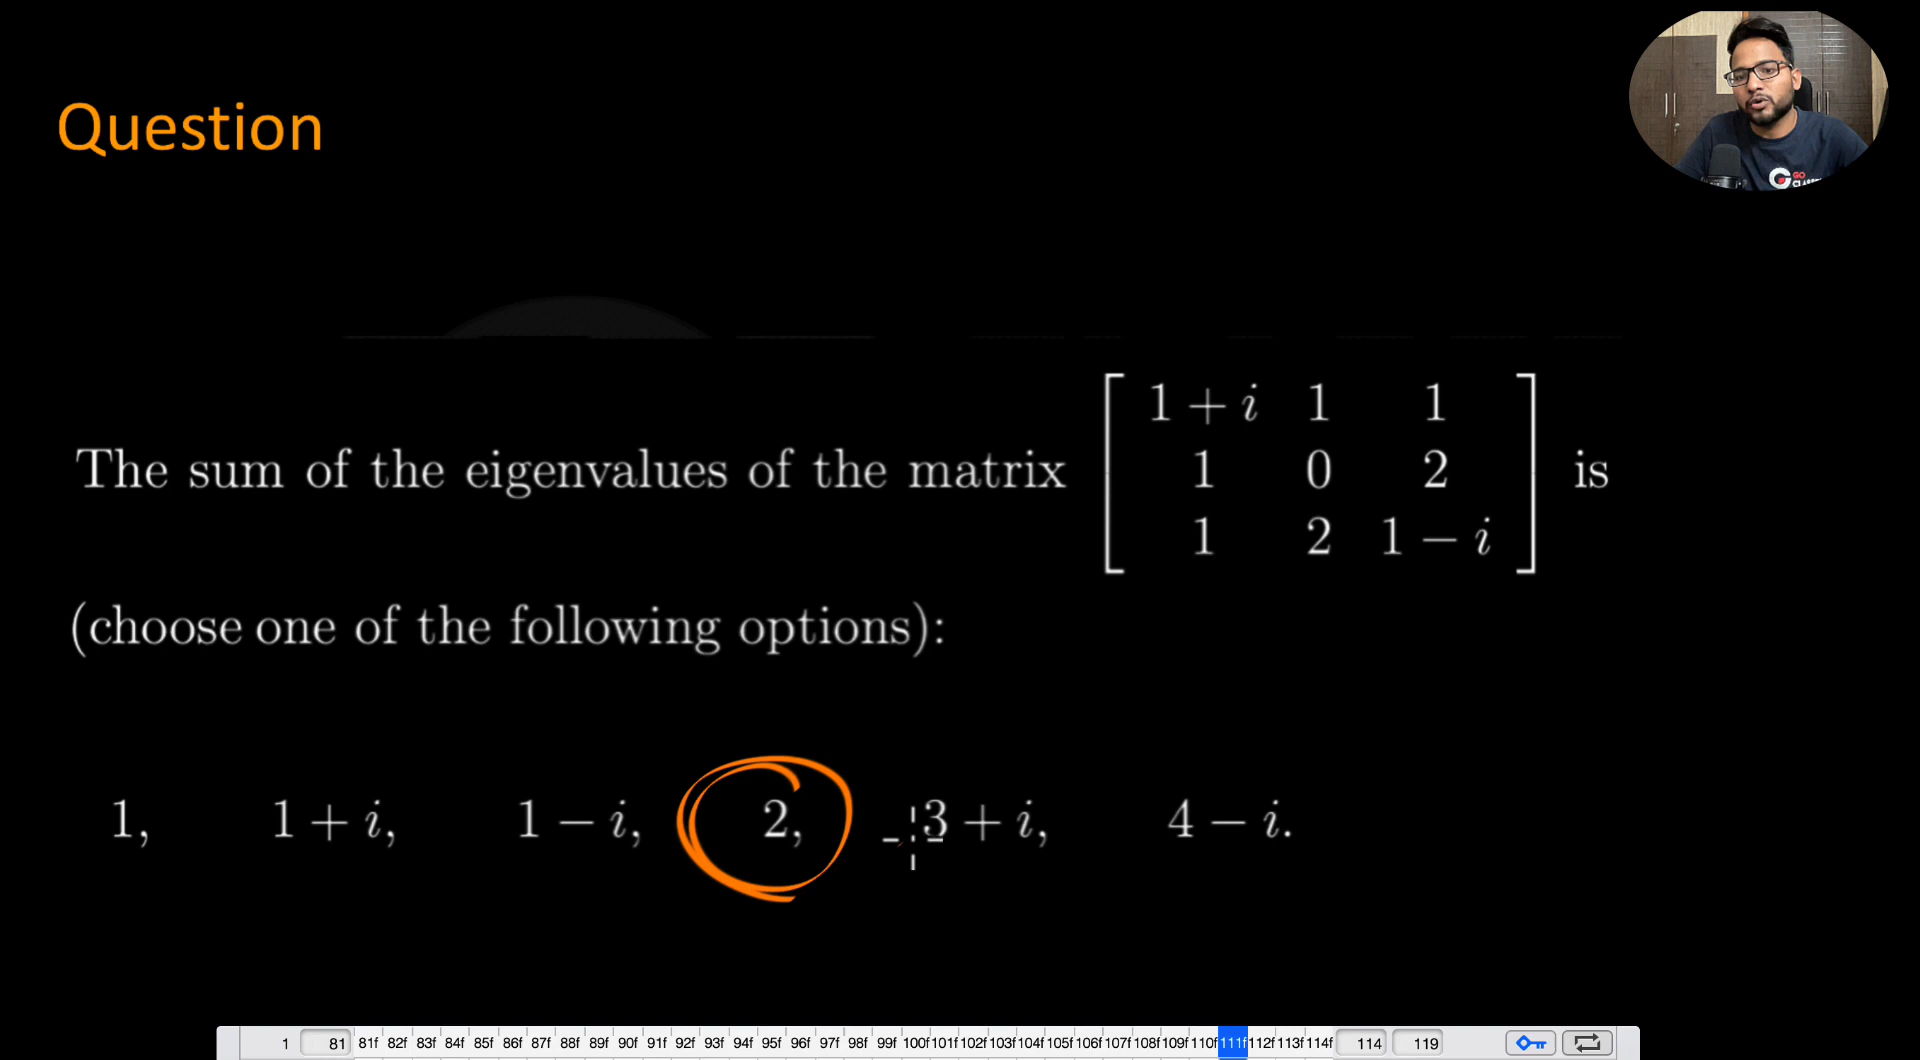 Question
GO
The sum of the eigenvalues of the matrix [ 1 + i 1 1 ] is
1 0 2
1 2 1 − i
(choose one of the following options):
1, 1 + i, 1 − i, 2, 3 + i, 4 − i.
1 81 81f 82f 83f 84f 85f 86f 87f 88f 89f 90f 91f 92f 93f 94f 95f 96f 97f 98f 99f 100f 101f 102f 103f 104f 105f 106f 107f 108f 109f 110f 111f 112f 113f 114f 114 119